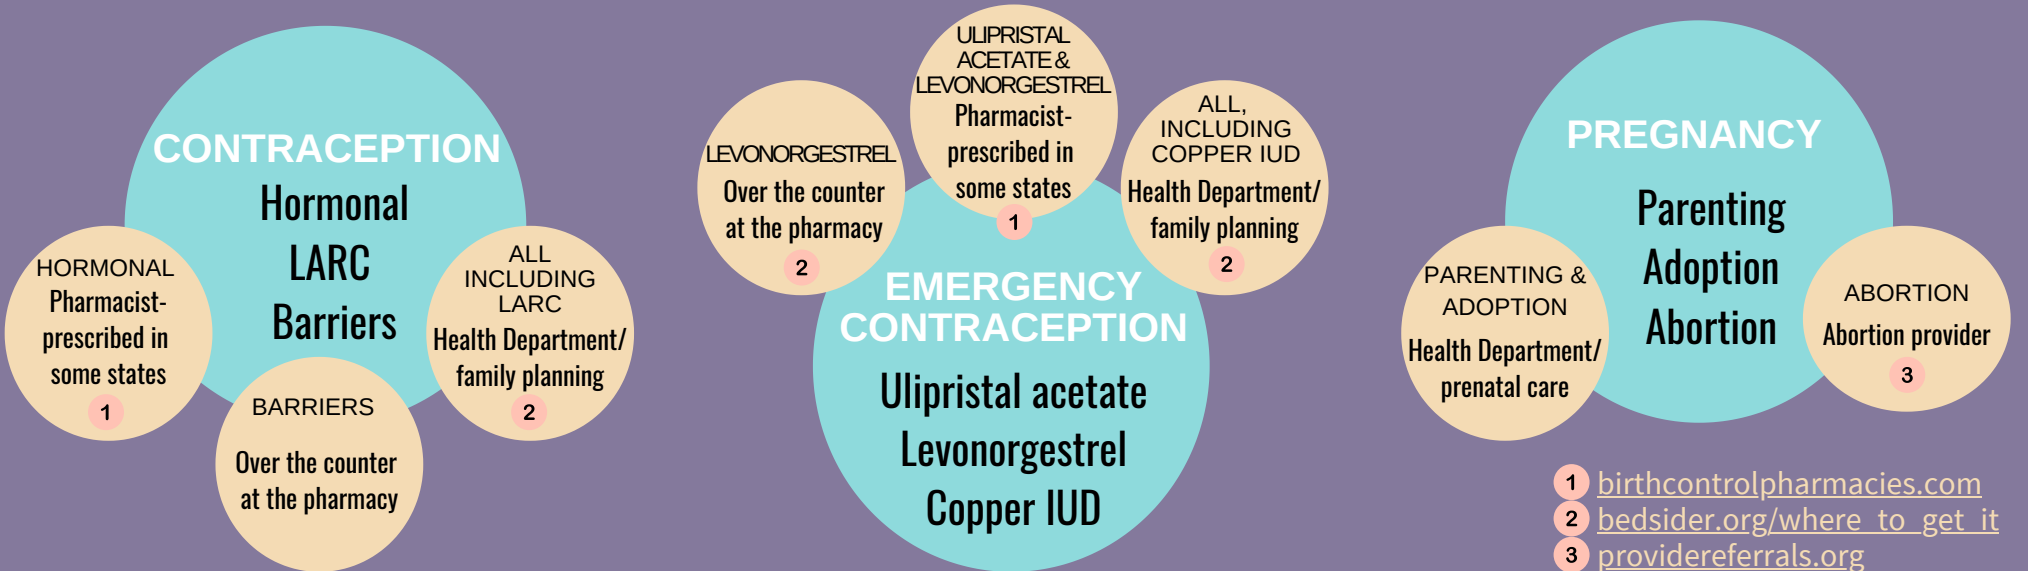 CONTRACEPTION
Hormonal
LARC
Barriers
HORMONAL
Pharmacist-
prescribed in
some states
1
BARRIERS
Over the counter
at the pharmacy
ALL
INCLUDING
LARC
Health Department/
family planning
2
LEVONORGESTREL
Over the counter
at the pharmacy
2
ULIPRISTAL
ACETATE &
LEVONORGESTREL
Pharmacist-
prescribed in
some states
1
ALL,
INCLUDING
COPPER IUD
Health Department/
family planning
2
EMERGENCY
CONTRACEPTION
Ulipristal acetate
Levonorgestrel
Copper IUD
PREGNANCY
Parenting
Adoption
Abortion
PARENTING &
ADOPTION
Health Department/
prenatal care
ABORTION
Abortion provider
3
1 birthcontrolpharmacies.com
2 bedsider.org/where_to_get_it
3 providereferrals.org